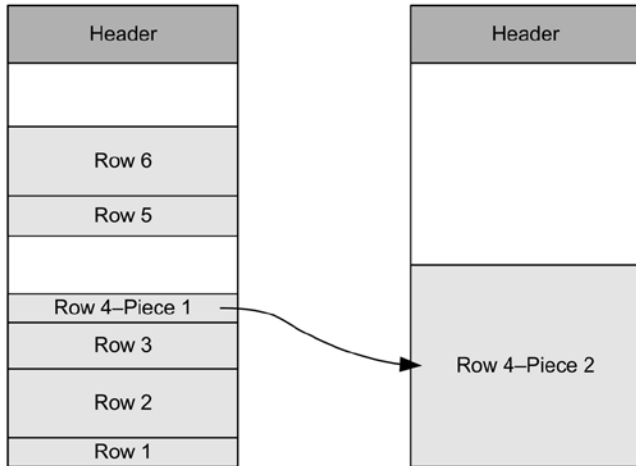 Header
Row 6
Row 5
Row 4–Piece 1
Row 3
Row 2
Row 1
Header
Row 4–Piece 2